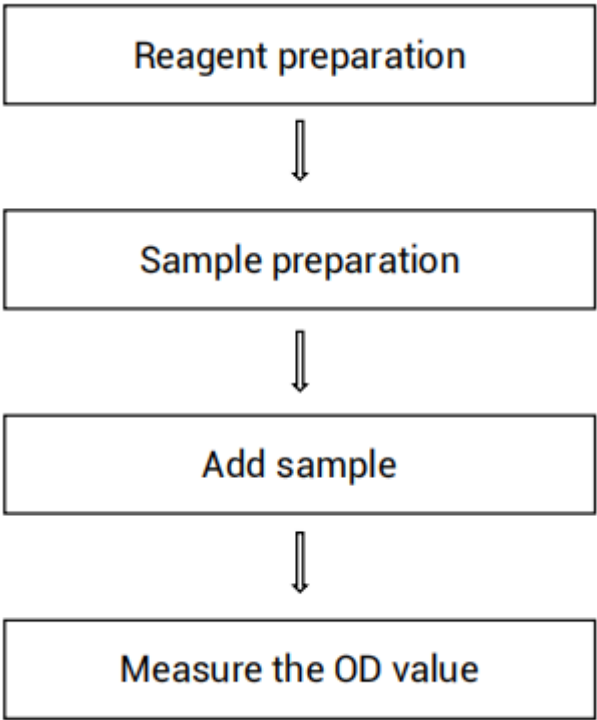 Reagent preparation
Sample preparation
Add sample
Measure the OD value